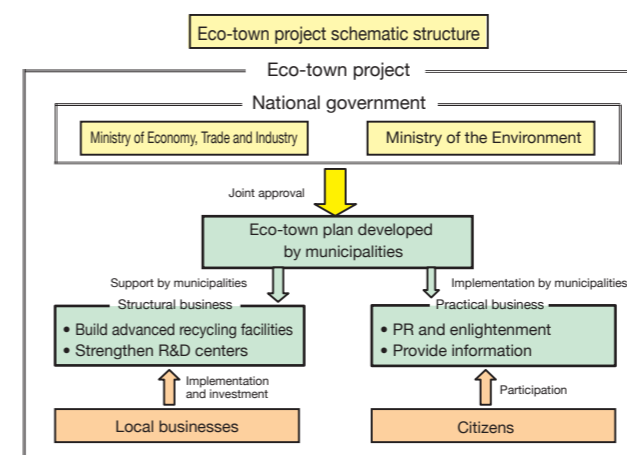 Eco-town project schematic structure
Eco-town project
National government
Ministry of Economy, Trade and Industry
Ministry of the Environment
Joint approval
Eco-town plan developed
by municipalities
Support by municipalities
Implementation by municipalities
Structural business
• Build advanced recycling facilities
• Strengthen R&D centers
Practical business
• PR and enlightenment
• Provide information
Implementation
and investment
Participation
Local businesses
Citizens